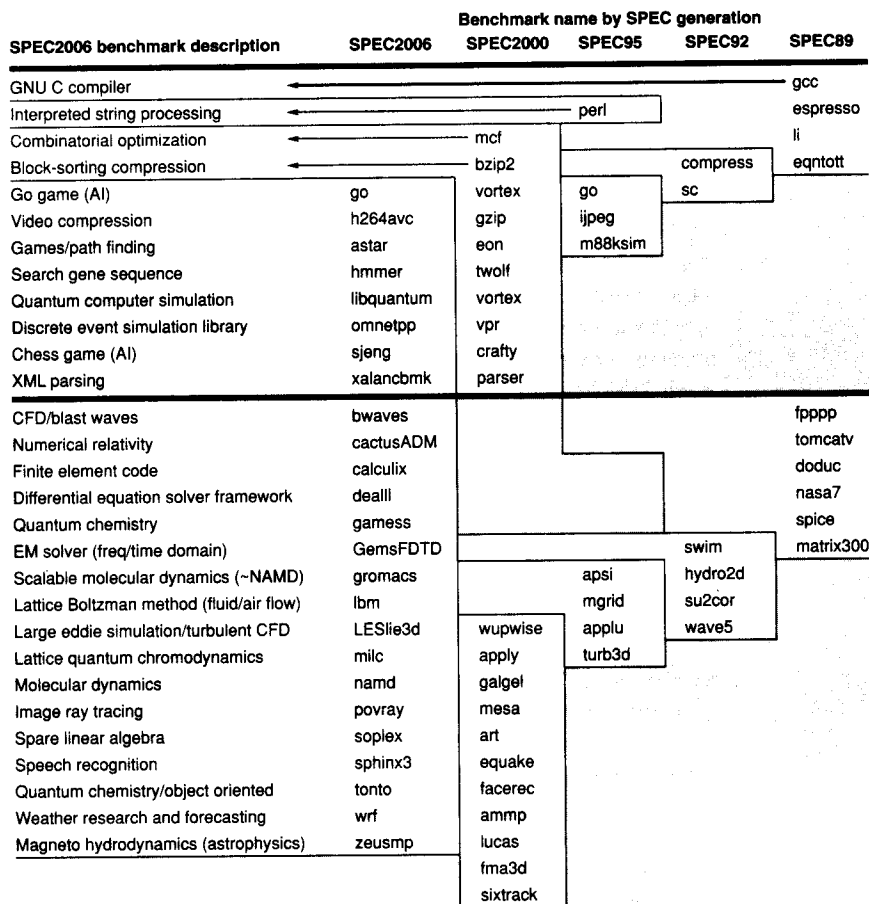 Benchmark name by SPEC generation
SPEC2006 benchmark description SPEC2006 SPEC2000 SPEC95 SPEC92 SPEC89
GNU C compiler gcc
Interpreted string processing perl espresso
Combinatorial optimization mcf li
Block-sorting compression bzip2 compress eqntott
Go game (AI) go vortex go sc
Video compression h264avc gzip ijpeg
Games/path finding astar eon m88ksim
Search gene sequence hmmer twolf
Quantum computer simulation libquantum vortex
Discrete event simulation library omnetpp vpr
Chess game (AI) sjeng crafty
XML parsing xalancbmk parser
CFD/blast waves bwaves fpppp
Numerical relativity cactusADM tomcatv
Finite element code calculix doduc
Differential equation solver framework dealII nasa7
Quantum chemistry gamess spice
EM solver (freq/time domain) GemsFDTD swim matrix300
Scalable molecular dynamics (~NAMD) gromacs apsi hydro2d
Lattice Boltzman method (fluid/air flow) lbm mgrid su2cor
Large eddie simulation/turbulent CFD LESlie3d wupwise applu wave5
Lattice quantum chromodynamics milc apply turb3d
Molecular dynamics namd galgel
Image ray tracing povray mesa
Spare linear algebra soplex art
Speech recognition sphinx3 equake
Quantum chemistry/object oriented tonto facerec
Weather research and forecasting wrf ammp
Magneto hydrodynamics (astrophysics) zeusmp lucas
fma3d
sixtrack